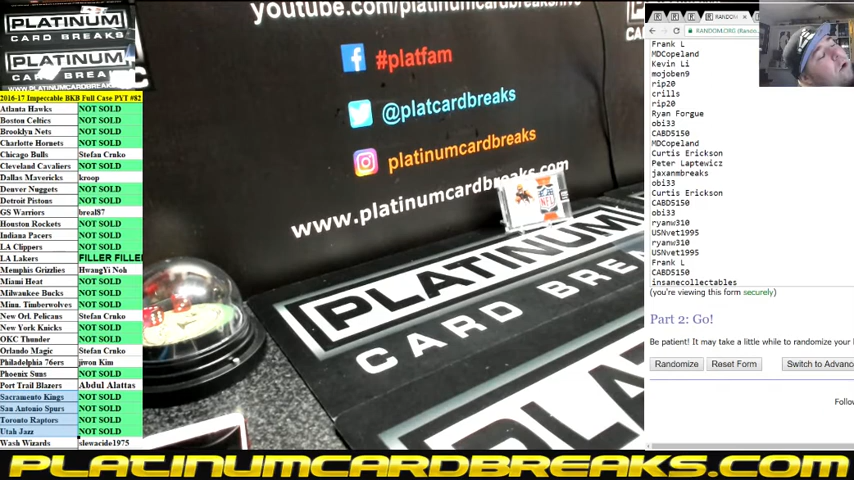 PLATINUM
CARD BREAKS
PLATINUM
CARD BREAKS
WWW.PLATINUMCARDBREAKS.COM
2016-17 Impeccable BKB Full Case PYT #82
Atlanta Hawks NOT SOLD
Boston Celtics NOT SOLD
Brooklyn Nets NOT SOLD
Charlotte Hornets NOT SOLD
Chicago Bulls Stefan Crnko
Cleveland Cavaliers NOT SOLD
Dallas Mavericks kroop
Denver Nuggets NOT SOLD
Detroit Pistons NOT SOLD
GS Warriors breal87
Houston Rockets NOT SOLD
Indiana Pacers NOT SOLD
LA Clippers NOT SOLD
LA Lakers FILLER FILLER
Memphis Grizzlies HwangYi Noh
Miami Heat NOT SOLD
Milwaukee Bucks NOT SOLD
Minn. Timberwolves NOT SOLD
New Orl. Pelicans Stefan Crnko
New York Knicks NOT SOLD
OKC Thunder NOT SOLD
Orlando Magic Stefan Crnko
Philadelphia 76ers jiwon Kim
Phoenix Suns NOT SOLD
Port Trail Blazers Abdul Alattas
Sacramento Kings NOT SOLD
San Antonio Spurs NOT SOLD
Toronto Raptors NOT SOLD
Utah Jazz NOT SOLD
Wash Wizards slewacide1975
youtube.com/platinumcardbreakslive
#platfam
@platcardbreaks
platinumcardbreaks
www.platinumcardbreaks.com
NFL
PLATINUM
CARD BREAKS
RANDOM
RANDOM.ORG
Frank L
MDCopeland
Kevin Li
mojoben9
rip20
crills
rip20
Ryan Forgue
obi33
CABD5150
MDCopeland
Curtis Erickson
Peter Laptewicz
jaxanmbreaks
obi33
Curtis Erickson
CABD5150
obi33
ryanw310
USNvet1995
ryanw310
USNvet1995
Frank L
CABD5150
insanecollectables
(you're viewing this form securely)
Part 2: Go!
Be patient! It may take a little while to randomize your
Randomize Reset Form Switch to Advanc
Follow
PLATINUMCARDBREAKS.COM